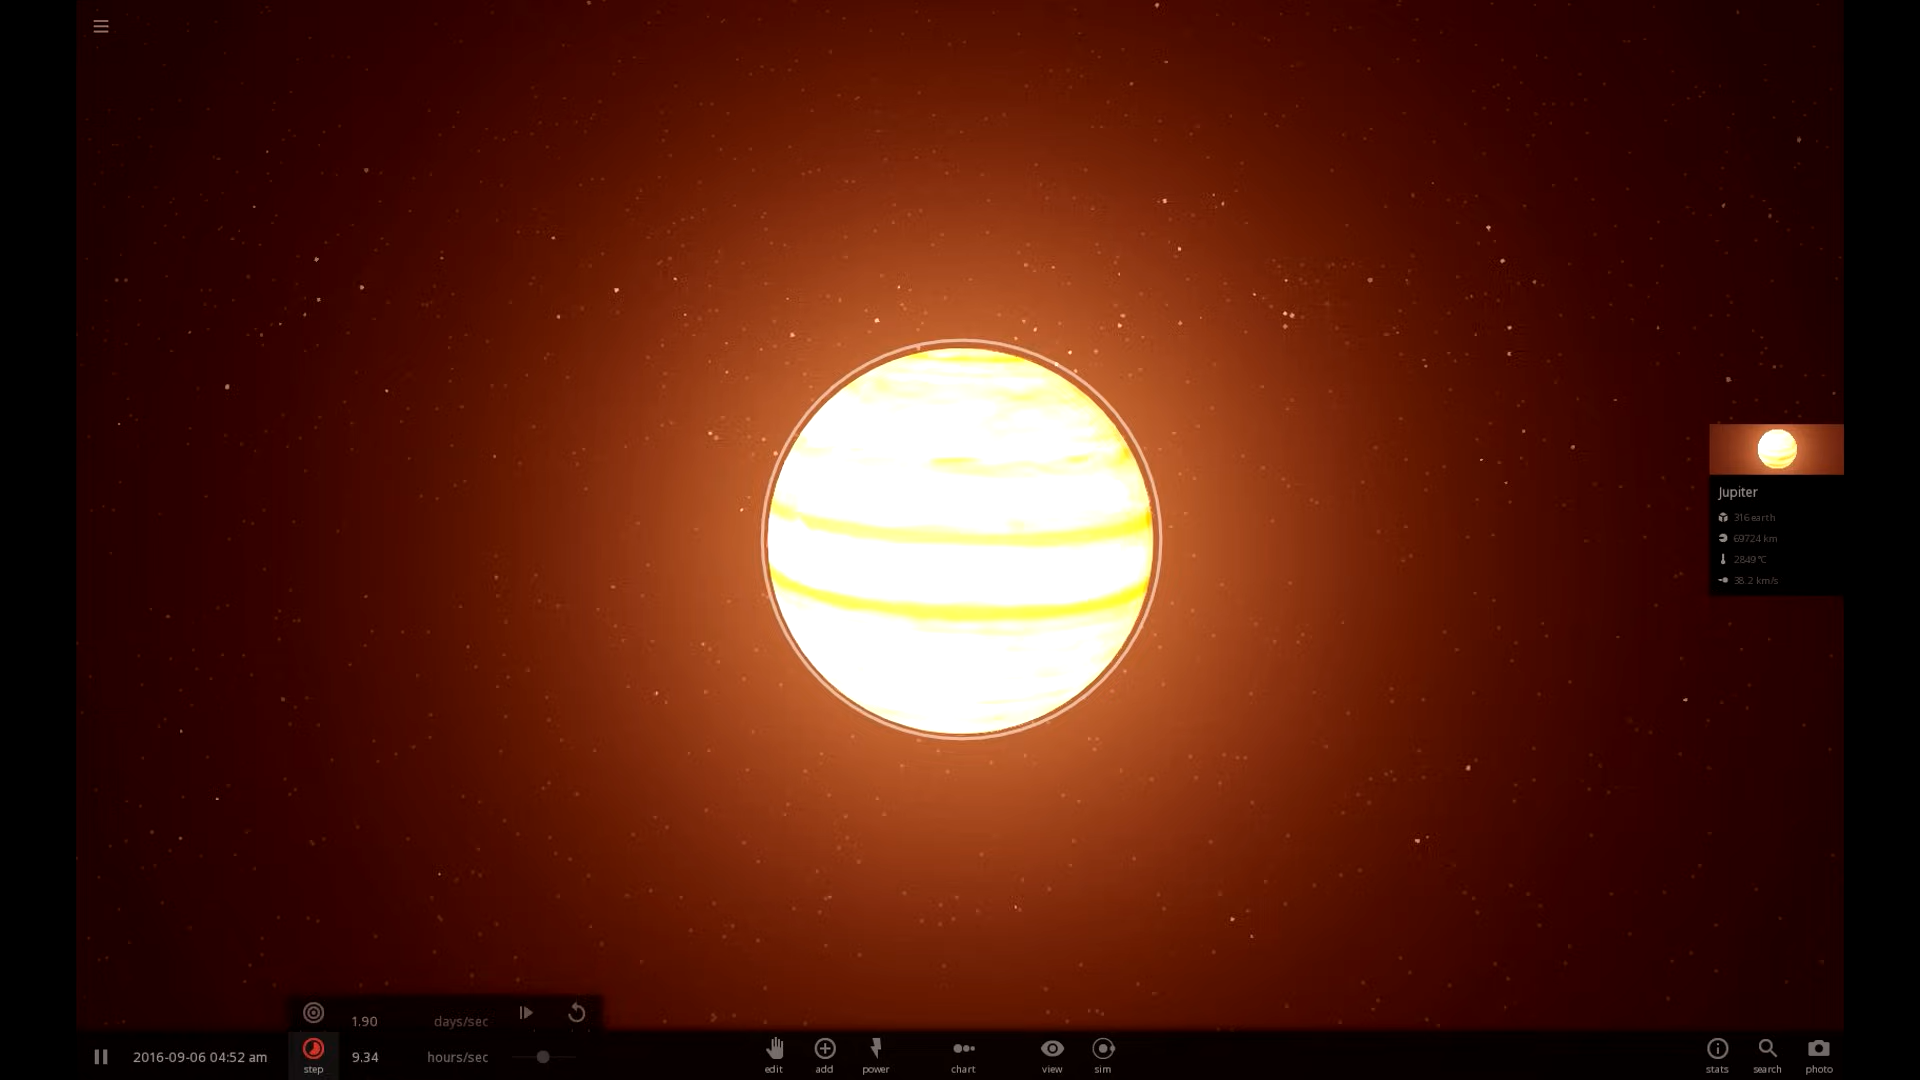 Jupiter
316 earth
69724 km
2849 °C
38.2 km/s
1.90 days/sec
2016-09-06 04:52 am
9.34 hours/sec
step
edit
add
power
chart
view
sim
stats
search
photo